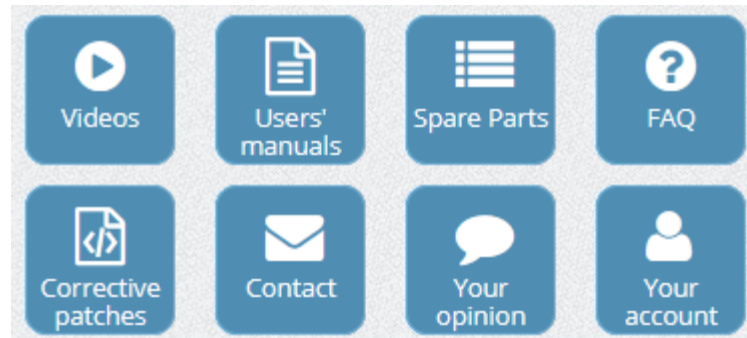 Videos
Users'
manuals
Spare Parts
FAQ
Corrective
patches
Contact
Your
opinion
Your
account